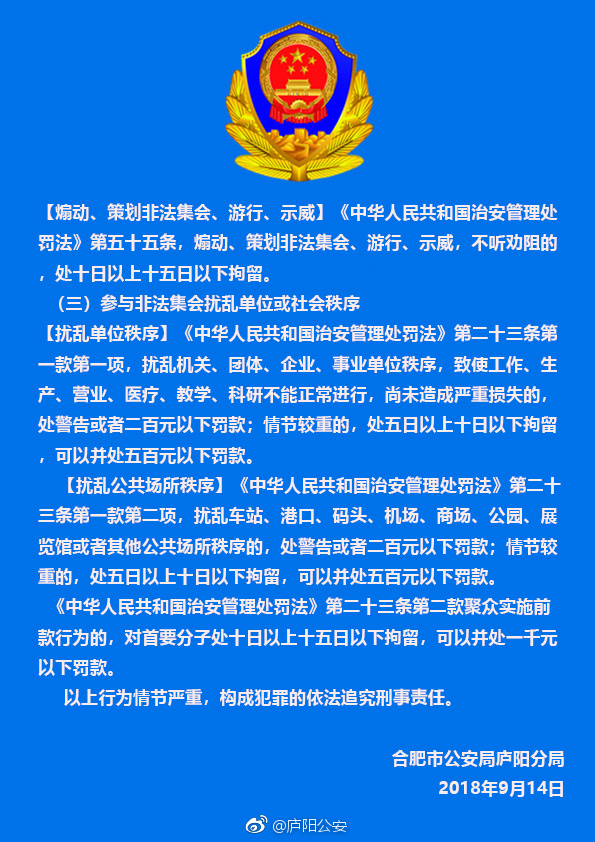 【煽动、策划非法集会、游行、示威】《中华人民共和国治安管理处
罚法》第五十五条，煽动、策划非法集会、游行、示威，不听劝阻的
，处十日以上十五日以下拘留。
（三）参与非法集会扰乱单位或社会秩序
【扰乱单位秩序】《中华人民共和国治安管理处罚法》第二十三条第
一款第一项，扰乱机关、团体、企业、事业单位秩序，致使工作、生
产、营业、医疗、教学、科研不能正常进行，尚未造成严重损失的，
处警告或者二百元以下罚款；情节较重的，处五日以上十日以下拘留
，可以并处五百元以下罚款。
【扰乱公共场所秩序】《中华人民共和国治安管理处罚法》第二十
三条第一款第二项，扰乱车站、港口、码头、机场、商场、公园、展
览馆或者其他公共场所秩序的，处警告或者二百元以下罚款；情节较
重的，处五日以上十日以下拘留，可以并处五百元以下罚款。
《中华人民共和国治安管理处罚法》第二十三条第二款聚众实施前
款行为的，对首要分子处十日以上十五日以下拘留，可以并处一千元
以下罚款。
以上行为情节严重，构成犯罪的依法追究刑事责任。
合肥市公安局庐阳分局
2018年9月14日
@庐阳公安